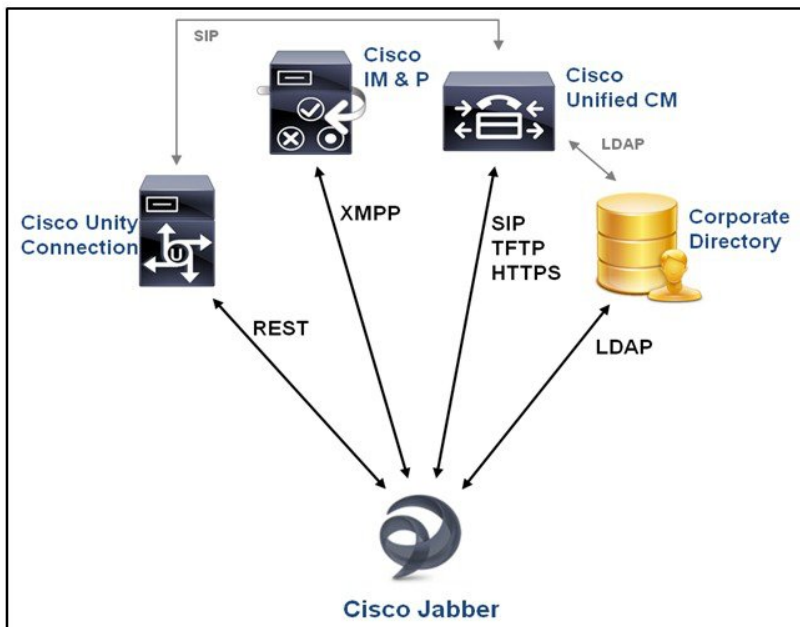 SIP
Cisco
IM & P
Cisco
Unified CM
LDAP
Cisco Unity
Connection
U
XMPP
SIP
TFTP
HTTPS
Corporate
Directory
REST
LDAP
Cisco Jabber